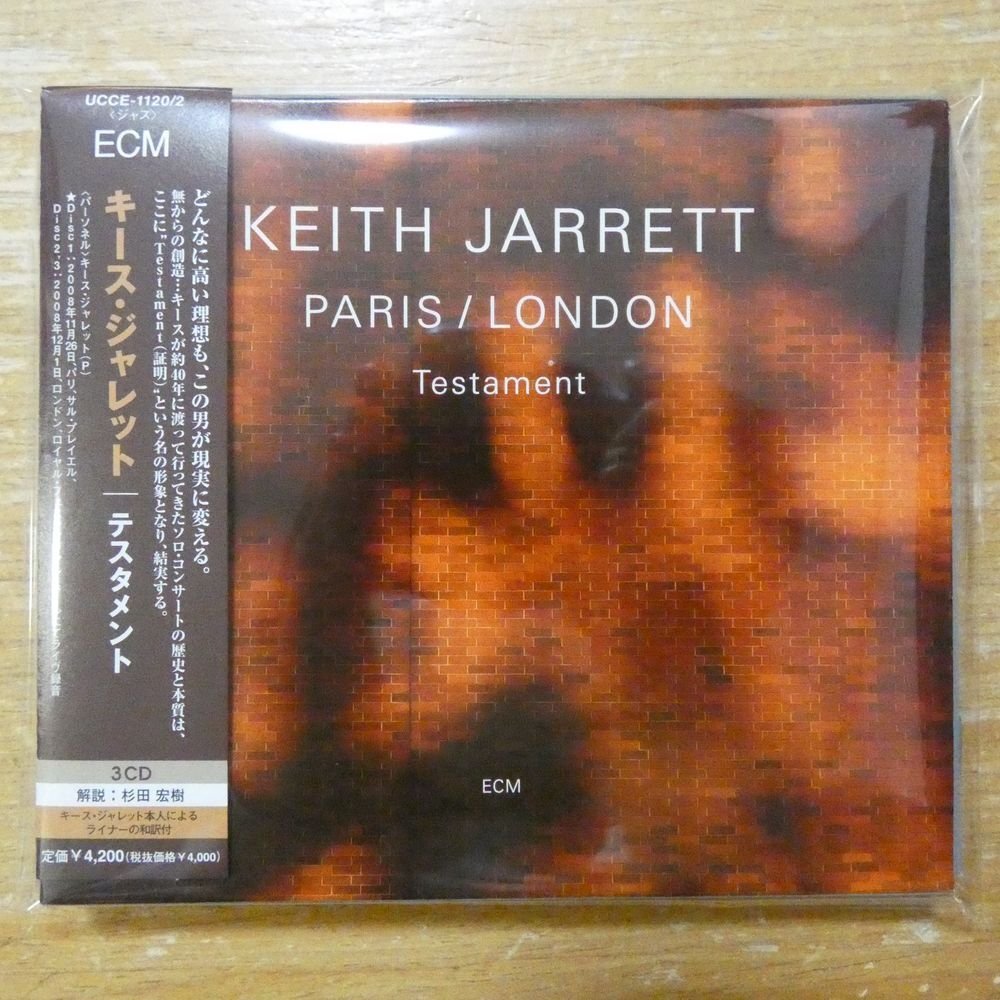 UCCE-1120/2
〈ジャズ〉
ECM
キース・ジャレット｜テスタメント
どんなに高い理想も、この男が現実に変える。
無からの創造…キースが約40年に渡って行ってきたソロ・コンサートの歴史と本質は、
ここに"Testament（証明）"という名の形象となり、結実する。
〈パーソネル〉キース・ジャレット(P)
★Disc1:2008年11月26日、パリ、サル・プレイエル、
Disc2,3:2008年12月1日、ロンドン、ロイヤル
録音
3CD
解説：杉田 宏樹
キース・ジャレット本人による
ライナーの和訳付
定価￥4,200(税抜価格￥4,000)
KEITH JARRETT
PARIS / LONDON
Testament
ECM